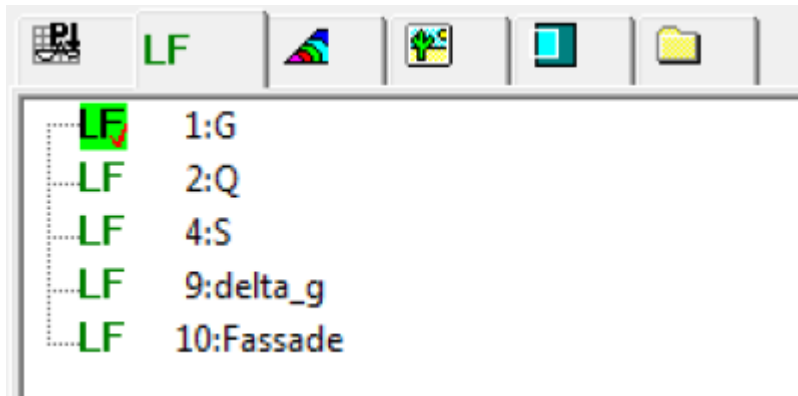 LF
LF 1:G
LF 2:Q
LF 4:S
LF 9:delta_g
LF 10:Fassade